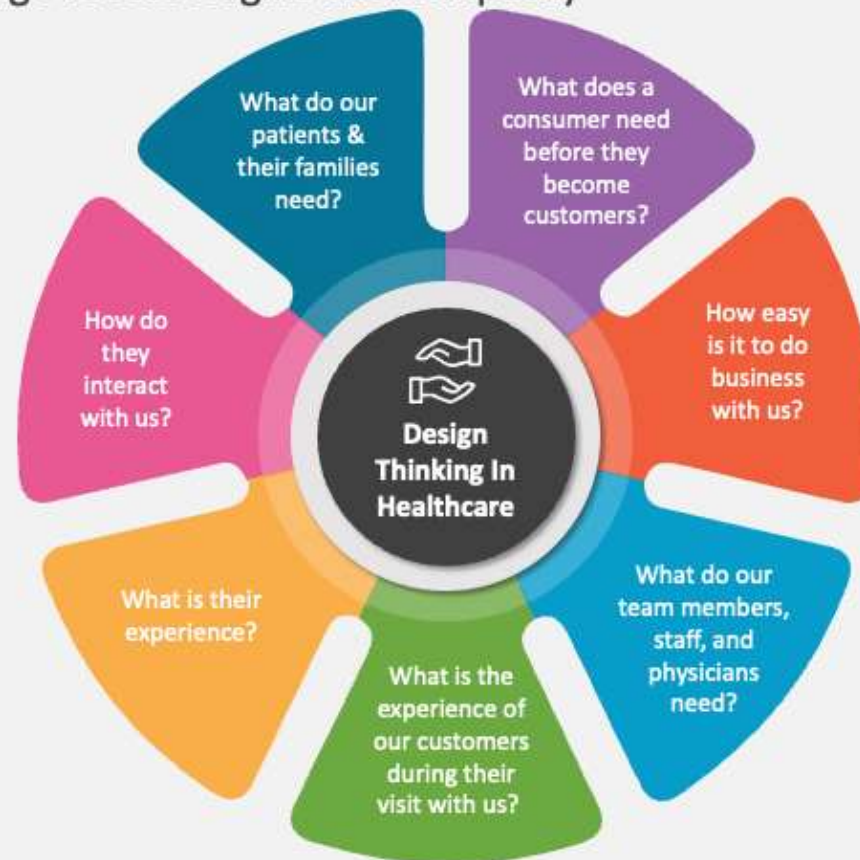 What do our
patients &
their families
need?
What does a
consumer need
before they
become
customers?
How easy
is it to do
business
with us?
What do our
team members,
staff, and
physicians
need?
What is the
experience of
our customers
during their
visit with us?
What is their
experience?
How do
they
interact
with us?
Design
Thinking In
Healthcare